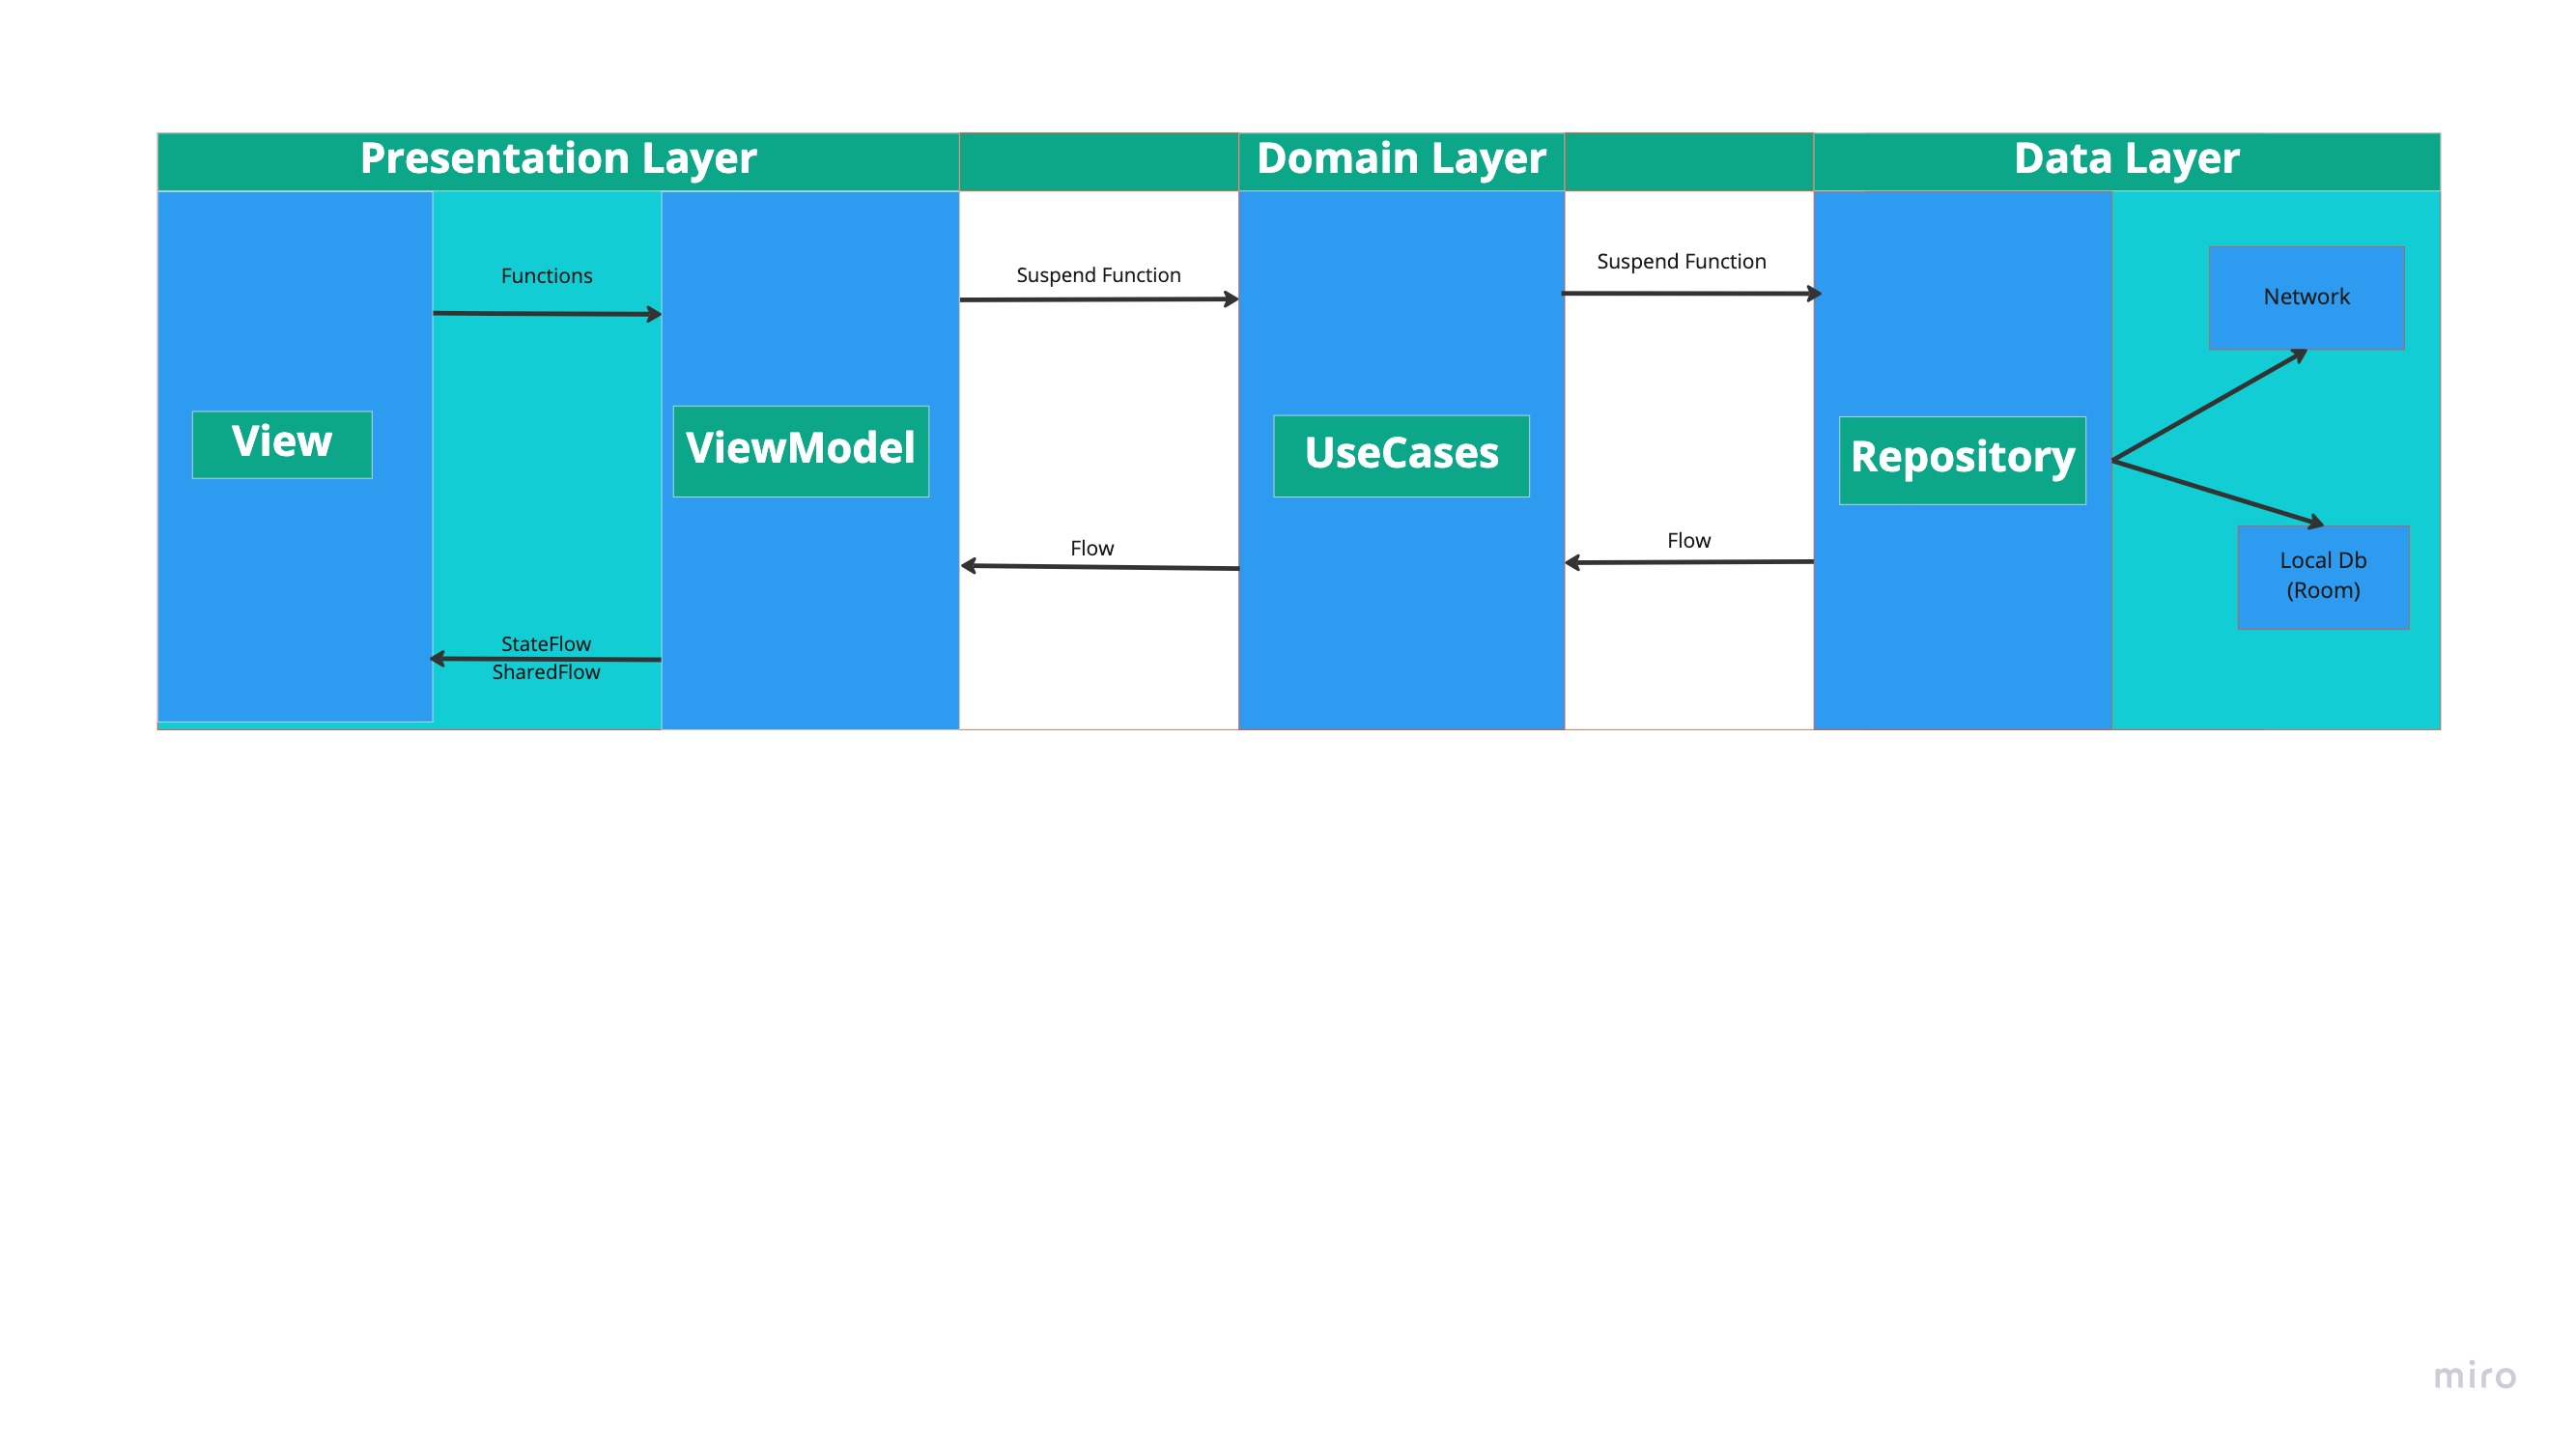 Presentation Layer
Domain Layer
Data Layer
Functions
Suspend Function
Suspend Function
Network
View
ViewModel
UseCases
Repository
Flow
Flow
Local Db
(Room)
StateFlow
SharedFlow
miro